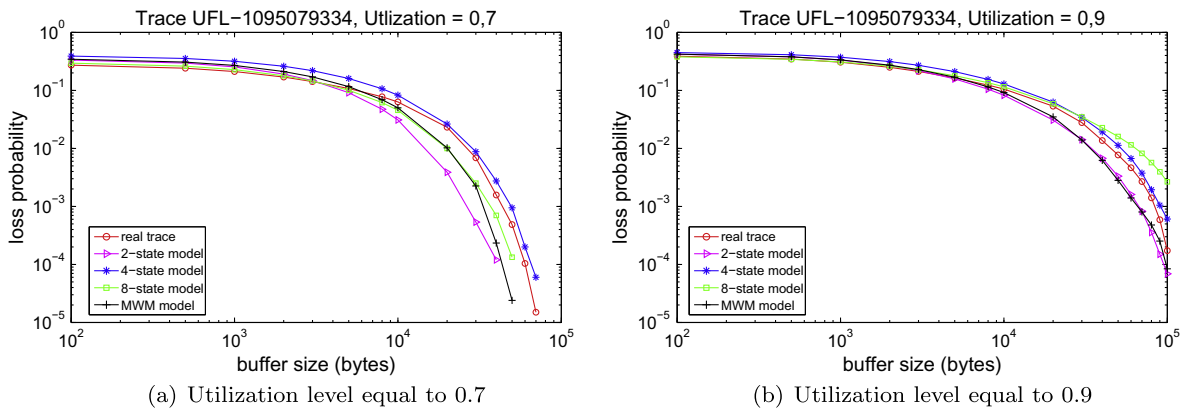 Trace UFL−1095079334, Utlization = 0,7
10^0
10^−1
10^−2
10^−3
10^−4
10^−5
loss probability
real trace
2−state model
4−state model
8−state model
MWM model
10^2
10^3
10^4
10^5
buffer size (bytes)
(a) Utilization level equal to 0.7
Trace UFL−1095079334, Utilization = 0,9
10^0
10^−1
10^−2
10^−3
10^−4
10^−5
loss probability
real trace
2−state model
4−state model
8−state model
MWM model
10^2
10^3
10^4
10^5
buffer size (bytes)
(b) Utilization level equal to 0.9